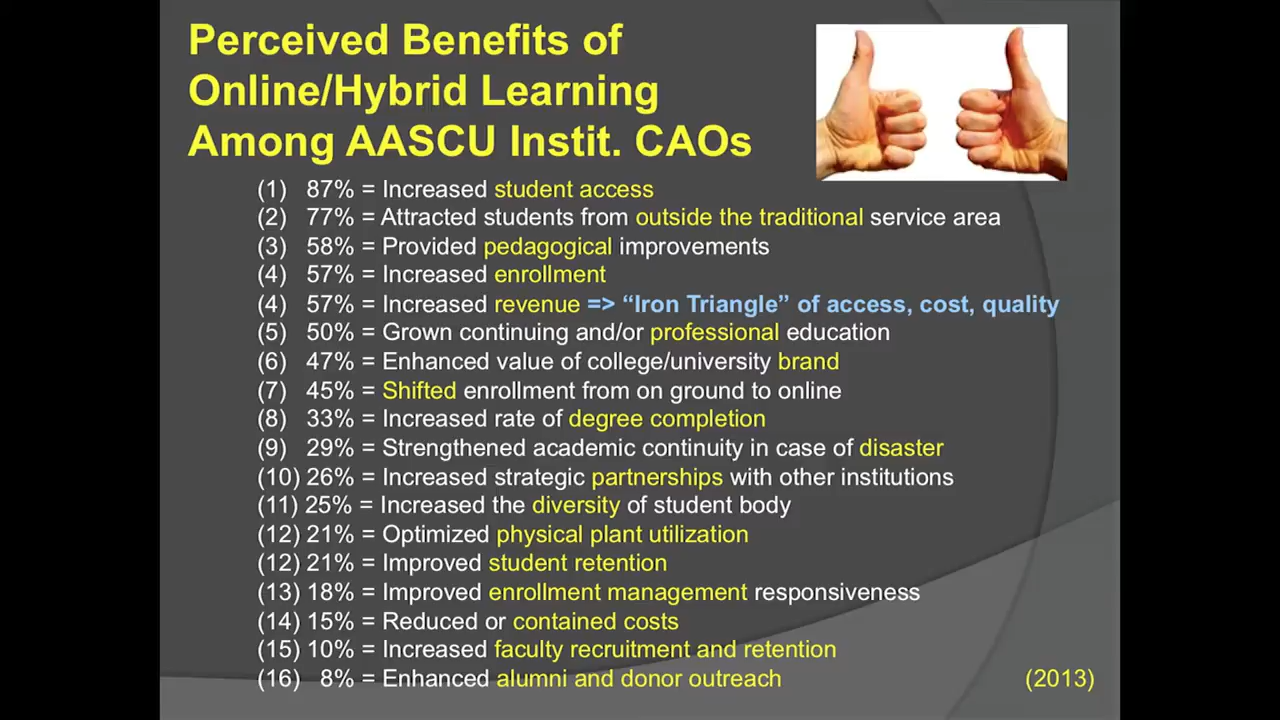 Perceived Benefits of
Online/Hybrid Learning
Among AASCU Instit. CAOs
(1) 87% = Increased student access
(2) 77% = Attracted students from outside the traditional service area
(3) 58% = Provided pedagogical improvements
(4) 57% = Increased enrollment
(4) 57% = Increased revenue => “Iron Triangle” of access, cost, quality
(5) 50% = Grown continuing and/or professional education
(6) 47% = Enhanced value of college/university brand
(7) 45% = Shifted enrollment from on ground to online
(8) 33% = Increased rate of degree completion
(9) 29% = Strengthened academic continuity in case of disaster
(10) 26% = Increased strategic partnerships with other institutions
(11) 25% = Increased the diversity of student body
(12) 21% = Optimized physical plant utilization
(12) 21% = Improved student retention
(13) 18% = Improved enrollment management responsiveness
(14) 15% = Reduced or contained costs
(15) 10% = Increased faculty recruitment and retention
(16) 8% = Enhanced alumni and donor outreach
(2013)